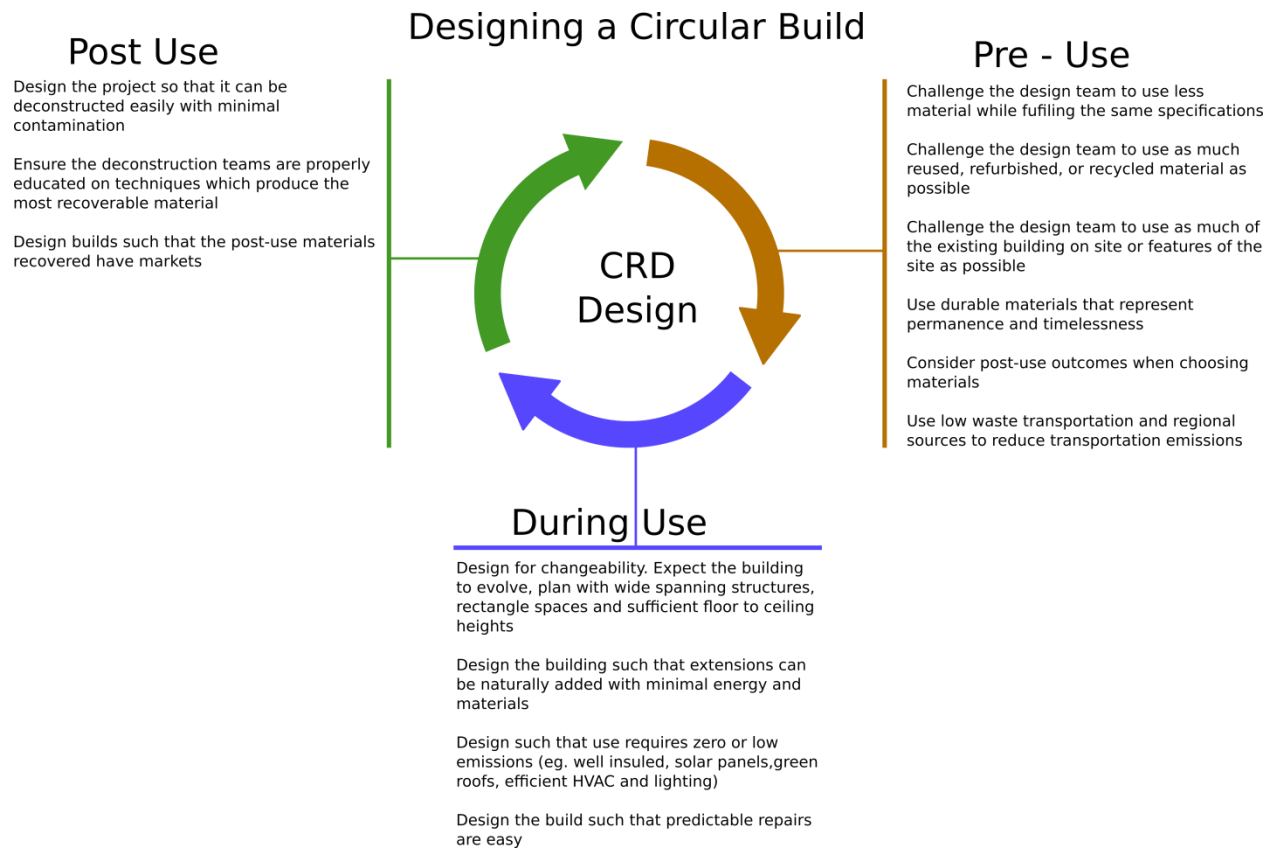 Designing a Circular Build
Post Use
Design the project so that it can be
deconstructed easily with minimal
contamination
Ensure the deconstruction teams are properly
educated on techniques which produce the
most recoverable material
Design builds such that the post-use materials
recovered have markets
Pre - Use
Challenge the design team to use less
material while fufiling the same specifications
Challenge the design team to use as much
reused, refurbished, or recycled material as
possible
Challenge the design team to use as much of
the existing building on site or features of the
site as possible
Use durable materials that represent
permanence and timelessness
Consider post-use outcomes when choosing
materials
Use low waste transportation and regional
sources to reduce transportation emissions
CRD
Design
During Use
Design for changeability. Expect the building
to evolve, plan with wide spanning structures,
rectangle spaces and sufficient floor to ceiling
heights
Design the building such that extensions can
be naturally added with minimal energy and
materials
Design such that use requires zero or low
emissions (eg. well insuled, solar panels,green
roofs, efficient HVAC and lighting)
Design the build such that predictable repairs
are easy